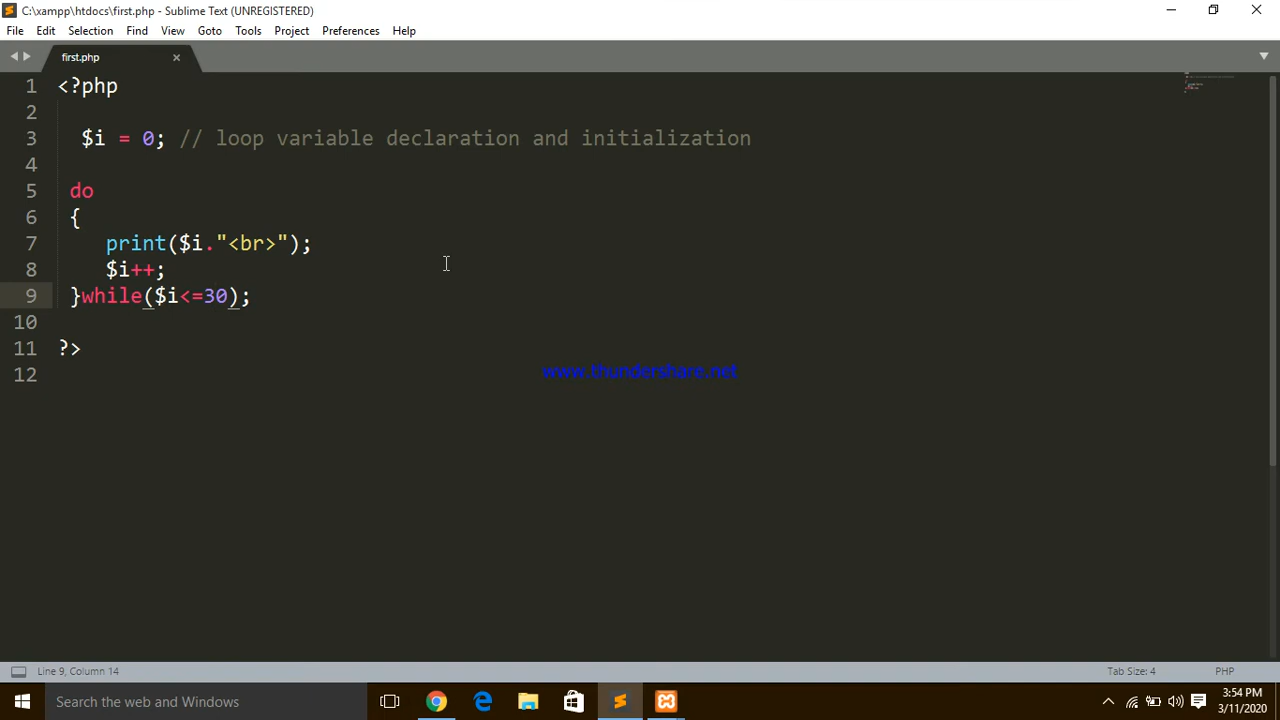 C:\xampp\htdocs\first.php - Sublime Text (UNREGISTERED)
File Edit Selection Find View Goto Tools Project Preferences Help
first.php
1 <?php
2
3 $i = 0; // loop variable declaration and initialization
4
5 do
6 {
7 print($i."<br>");
8 $i++;
9 }while($i<=30);
10
11 ?>
12
www.thundershare.net
Line 9, Column 14 Tab Size: 4 PHP
Search the web and Windows
3:54 PM
3/11/2020